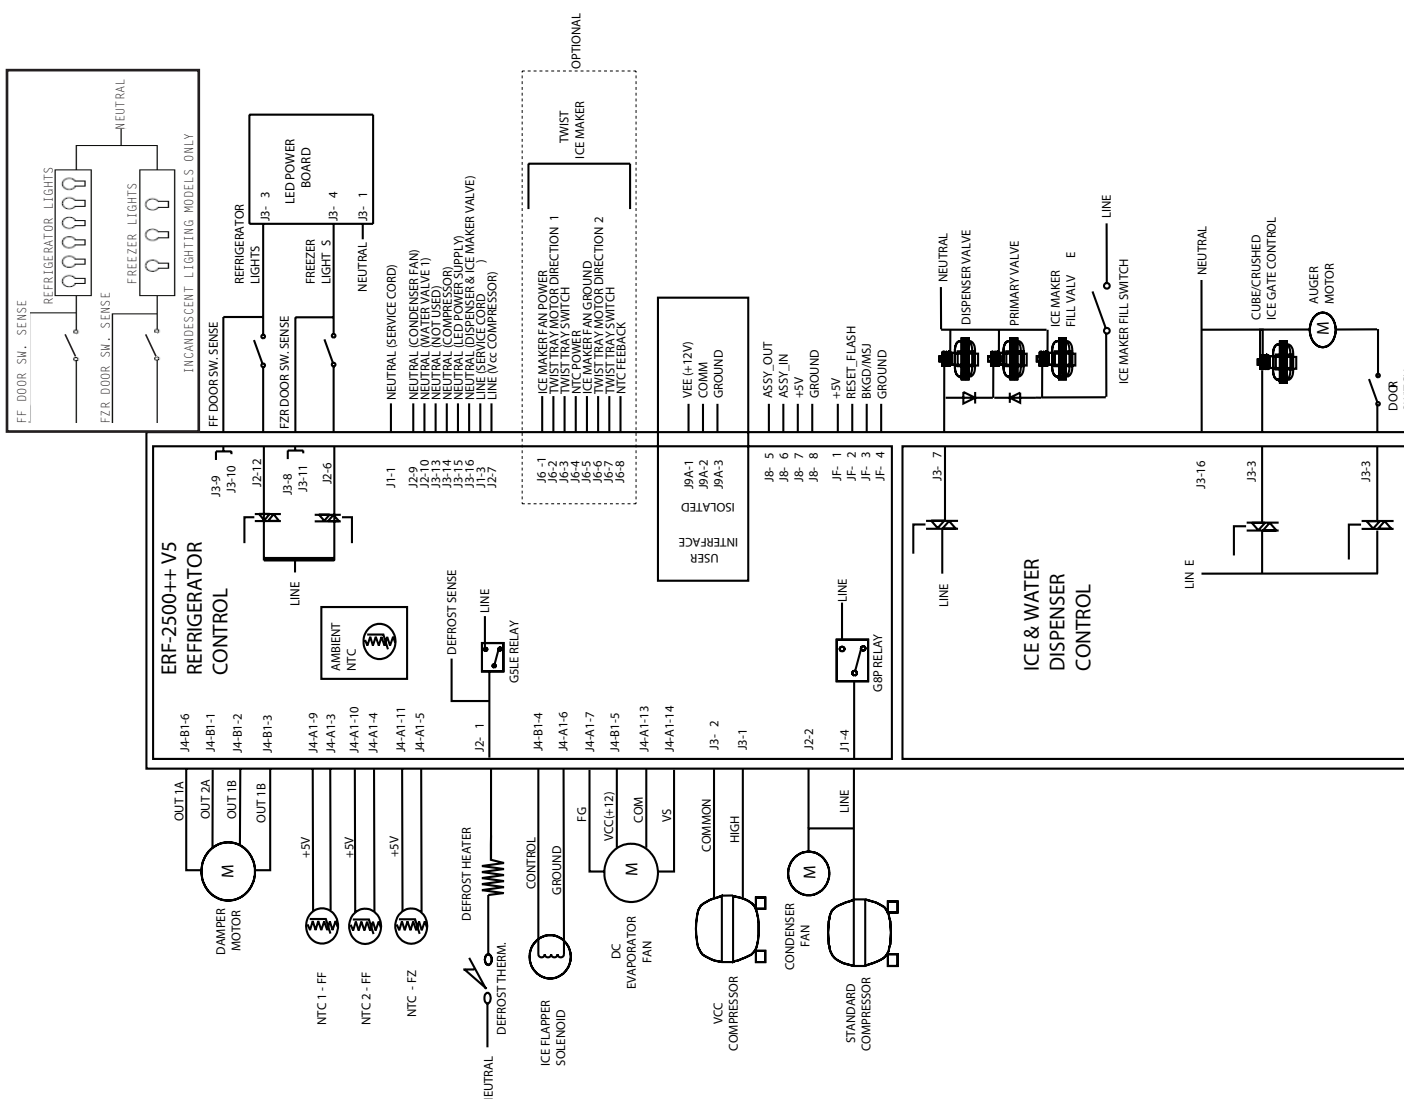 FF DOOR SW. SENSE
REFRIGERATOR LIGHTS
NEUTRAL
FZR DOOR SW. SENSE
FREEZER LIGHTS
INCANDESCENT LIGHTING MODELS ONLY
FF DOOR SW. SENSE
REFRIGERATOR
LIGHTS
FZR DOOR SW. SENSE
FREEZER
LIGHT S
NEUTRAL
J3- 3
LED POWER
BOARD
J3- 4
J3- 1
NEUTRAL (SERVICE CORD)
NEUTRAL (CONDENSER FAN)
NEUTRAL (WATER VALVE 1)
NEUTRAL (NOT USED)
NEUTRAL (COMPRESSOR)
NEUTRAL (LED POWER SUPPLY)
NEUTRAL (DISPENSER & ICE MAKER VALVE)
LINE (SERVICE CORD )
LINE (Vcc COMPRESSOR)
OPTIONAL
TWIST
ICE MAKER
ICE MAKER FAN POWER
TWIST TRAY MOTOR DIRECTION 1
TWIST TRAY SWITCH
NTC POWER
ICE MAKER FAN GROUND
TWIST TRAY MOTOR DIRECTION 2
TWIST TRAY SWITCH
NTC FEEBACK
VEE (+12V)
COMM
GROUND
ASSY_OUT
ASSY_IN
+5V
GROUND
+5V
RESET_FLASH
BKGD/MSJ
GROUND
NEUTRAL
DISPENSER VALVE
PRIMARY VALVE
ICE MAKER
FILL VALV E
ICE MAKER FILL SWITCH
LINE
NEUTRAL
CUBE/CRUSHED
ICE GATE CONTROL
AUGER
MOTOR
M
DOOR
J3-9
J3-10
J2-12
J3-8
J3-11
J2-6
J1-1
J2-9
J2-10
J3-13
J3-14
J3-15
J3-16
J1-3
J2-7
J6 -1
J6-2
J6-3
J6-4
J6-5
J6-6
J6-7
J6-8
J9A-1
J9A-2
J9A-3
ISOLATED
USER INTERFACE
J8- 5
J8- 6
J8- 7
J8- 8
JF- 1
JF- 2
JF- 3
JF- 4
J3- 7
J3-16
J3-3
J3-3
ERF-2500++ V5
REFRIGERATOR
CONTROL
LINE
AMBIENT
NTC
DEFROST SENSE
LINE
G5LE RELAY
LINE
G8P RELAY
LINE
LIN E
ICE & WATER
DISPENSER
CONTROL
J4-B1-6
J4-B1-1
J4-B1-2
J4-B1-3
J4-A1-9
J4-A1-3
J4-A1-10
J4-A1-4
J4-A1-11
J4-A1-5
J2- 1
J4-B1-4
J4-A1-6
J4-A1-7
J4-B1-5
J4-A1-13
J4-A1-14
J3- 2
J3-1
J2-2
J1-4
OUT 1A
OUT 2A
OUT 1B
OUT 1B
M
DAMPER
MOTOR
+5V
+5V
+5V
NTC 1 - FF
NTC 2 - FF
NTC - FZ
DEFROST HEATER
DEFROST THERM.
CONTROL
GROUND
ICE FLAPPER
SOLENOID
FG
VCC(+12)
COM
VS
M
DC
EVAPORATOR
FAN
COMMON
HIGH
VCC
COMPRESSOR
LINE
M
CONDENSER
FAN
STANDARD
COMPRESSOR